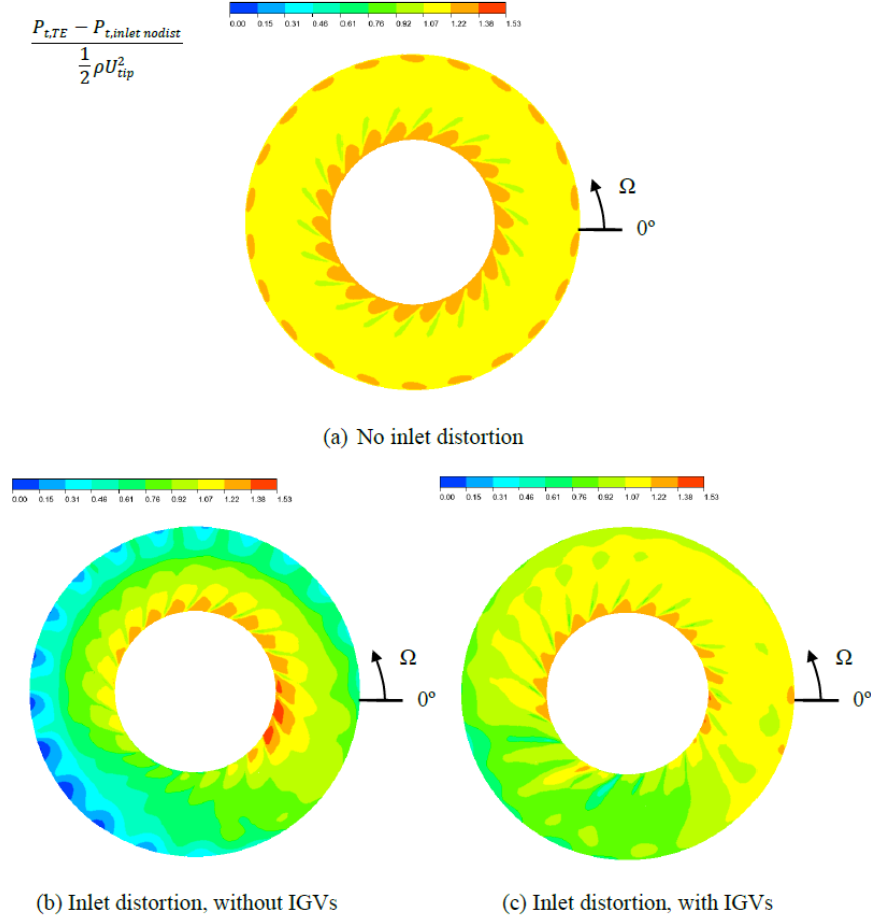 0.00 0.15 0.31 0.46 0.61 0.76 0.92 1.07 1.22 1.38 1.53
P_{t,TE} − P_{t,inlet nodist}
1/2 ρU²_{tip}
Ω
0º
(a) No inlet distortion
0.00 0.15 0.31 0.46 0.61 0.76 0.92 1.07 1.22 1.38 1.53
0.00 0.15 0.31 0.46 0.61 0.76 0.92 1.07 1.22 1.38 1.53
Ω
0º
Ω
0º
(b) Inlet distortion, without IGVs
(c) Inlet distortion, with IGVs